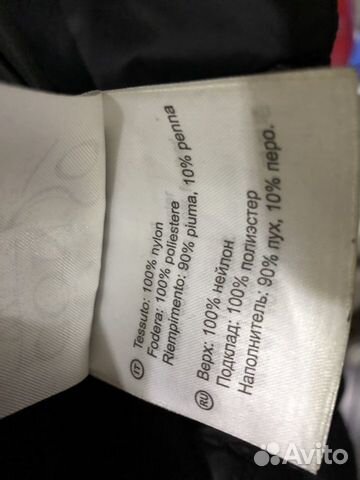 IT Tessuto: 100% nylon
Fodera: 100% poliestere
Riempimento: 90% piuma, 10% penna
RU Верх: 100% нейлон
Подклад: 100% полиэстер
Наполнитель: 90% пух, 10% перо.
Avito